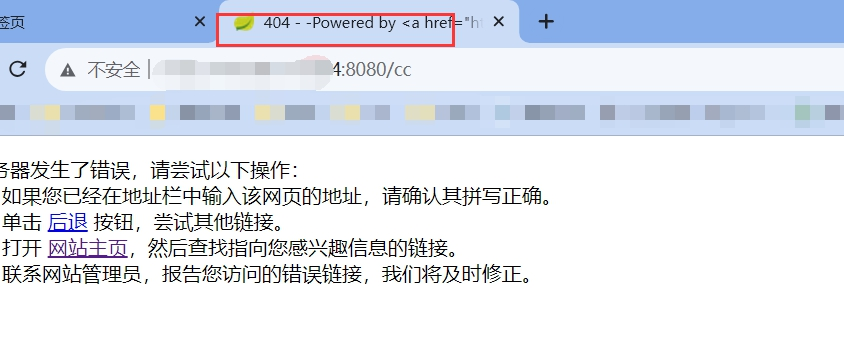 签页
404 - -Powered by <a href="h
不安全
4:8080/cc
务器发生了错误，请尝试以下操作：
如果您已经在地址栏中输入该网页的地址，请确认其拼写正确。
单击 后退 按钮，尝试其他链接。
打开 网站主页，然后查找指向您感兴趣信息的链接。
联系网站管理员，报告您访问的错误链接，我们将及时修正。